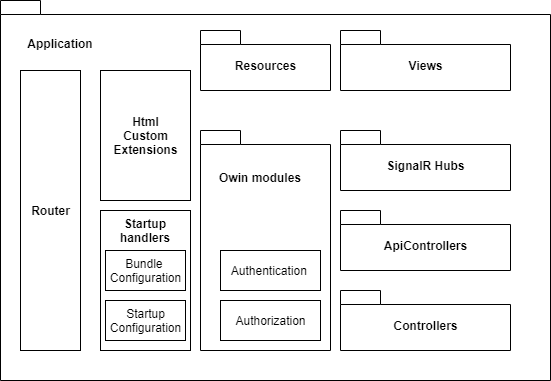 Application
Resources
Views
Html
Custom
Extensions
Owin modules
SignalR Hubs
Router
Startup
handlers
Bundle
Configuration
Startup
Configuration
Authentication
Authorization
ApiControllers
Controllers